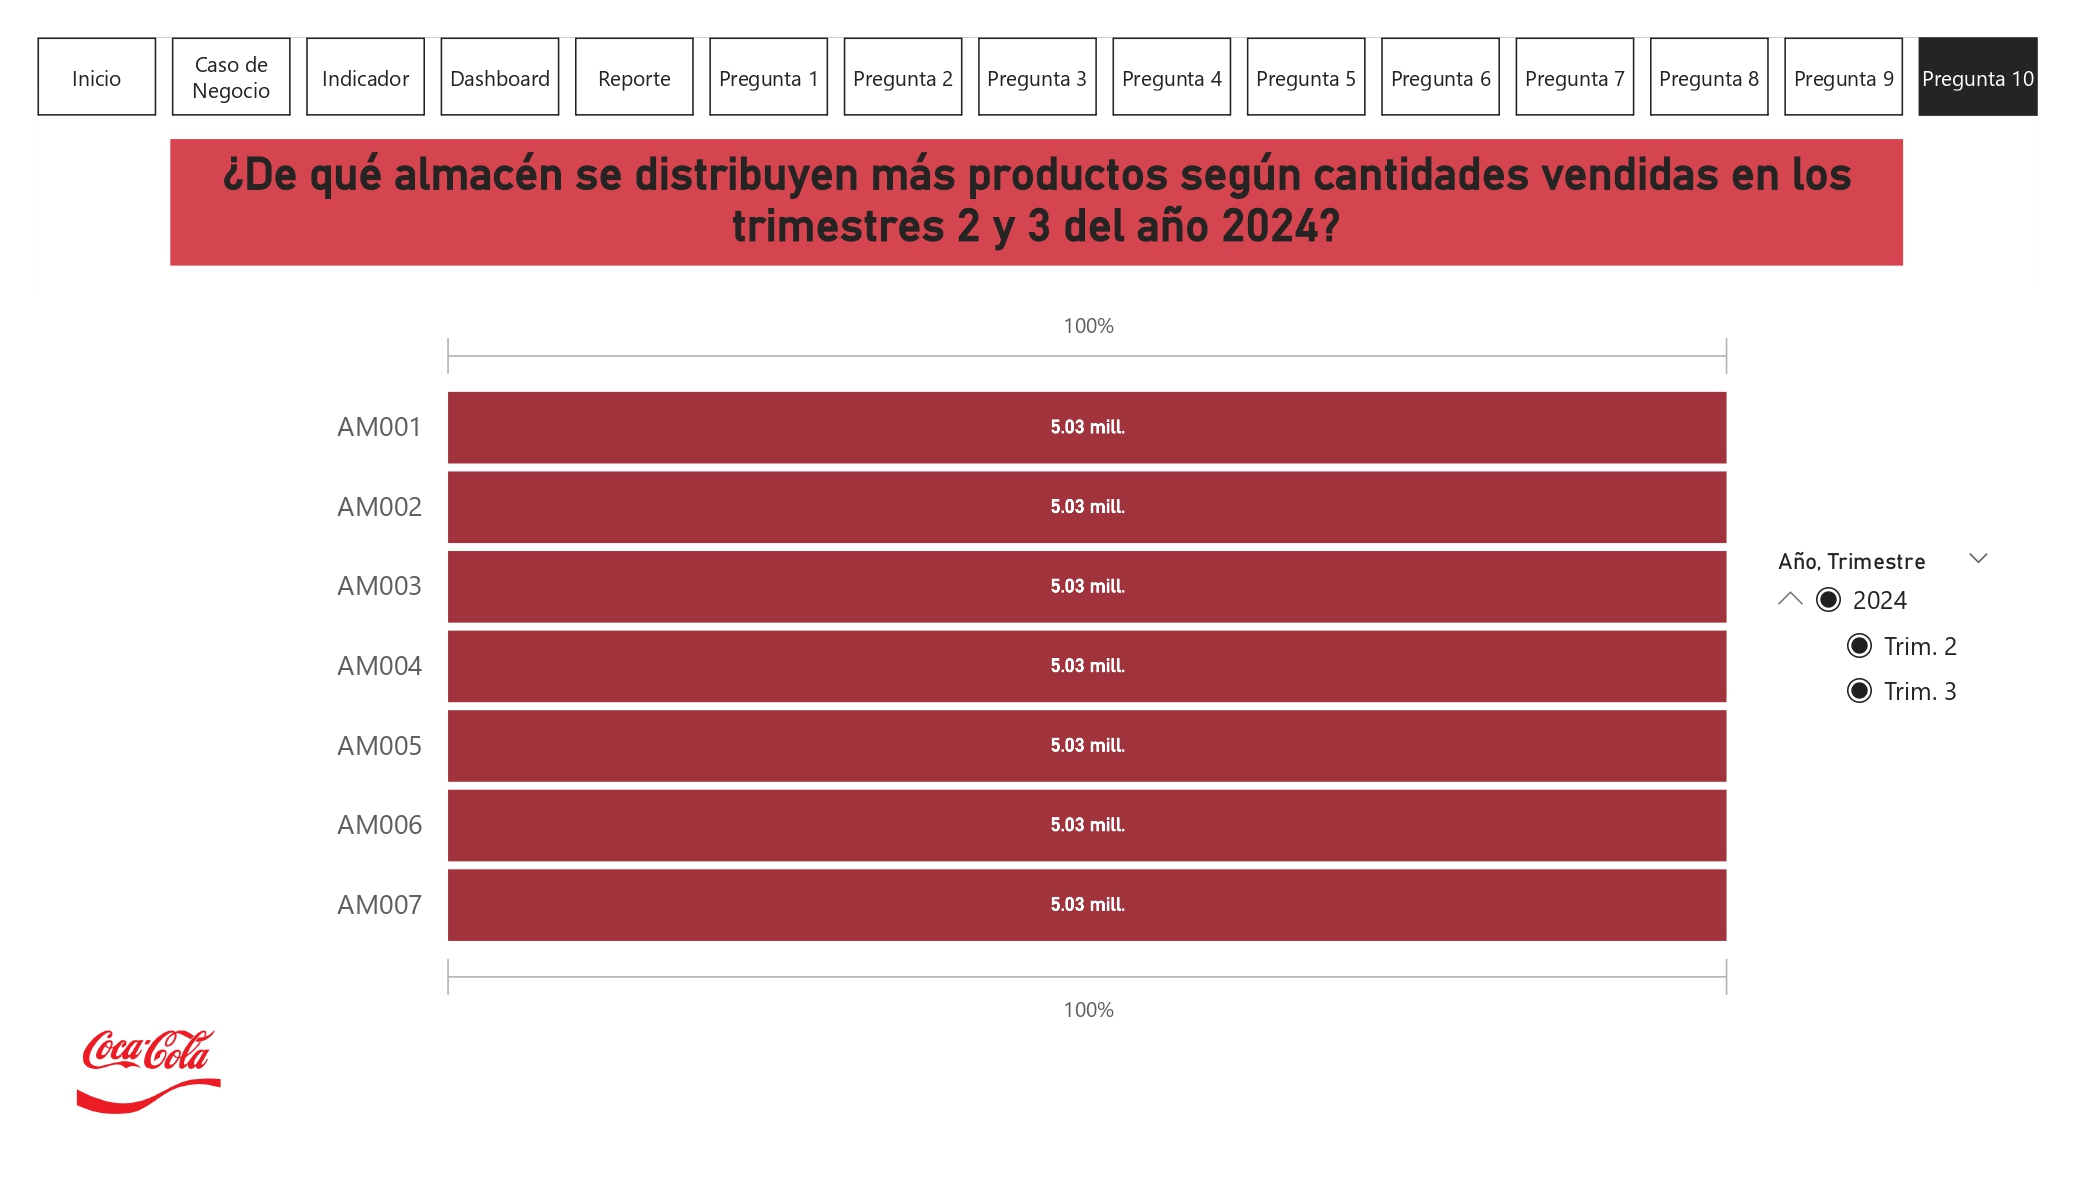 Inicio
Caso de
Negocio
Indicador
Dashboard
Reporte
Pregunta 1
Pregunta 2
Pregunta 3
Pregunta 4
Pregunta 5
Pregunta 6
Pregunta 7
Pregunta 8
Pregunta 9
Pregunta 10
¿De qué almacén se distribuyen más productos según cantidades vendidas en los
trimestres 2 y 3 del año 2024?
100%
AM001 5.03 mill.
AM002 5.03 mill.
AM003 5.03 mill.
AM004 5.03 mill.
AM005 5.03 mill.
AM006 5.03 mill.
AM007 5.03 mill.
100%
Año, Trimestre
2024
Trim. 2
Trim. 3
Coca-Cola